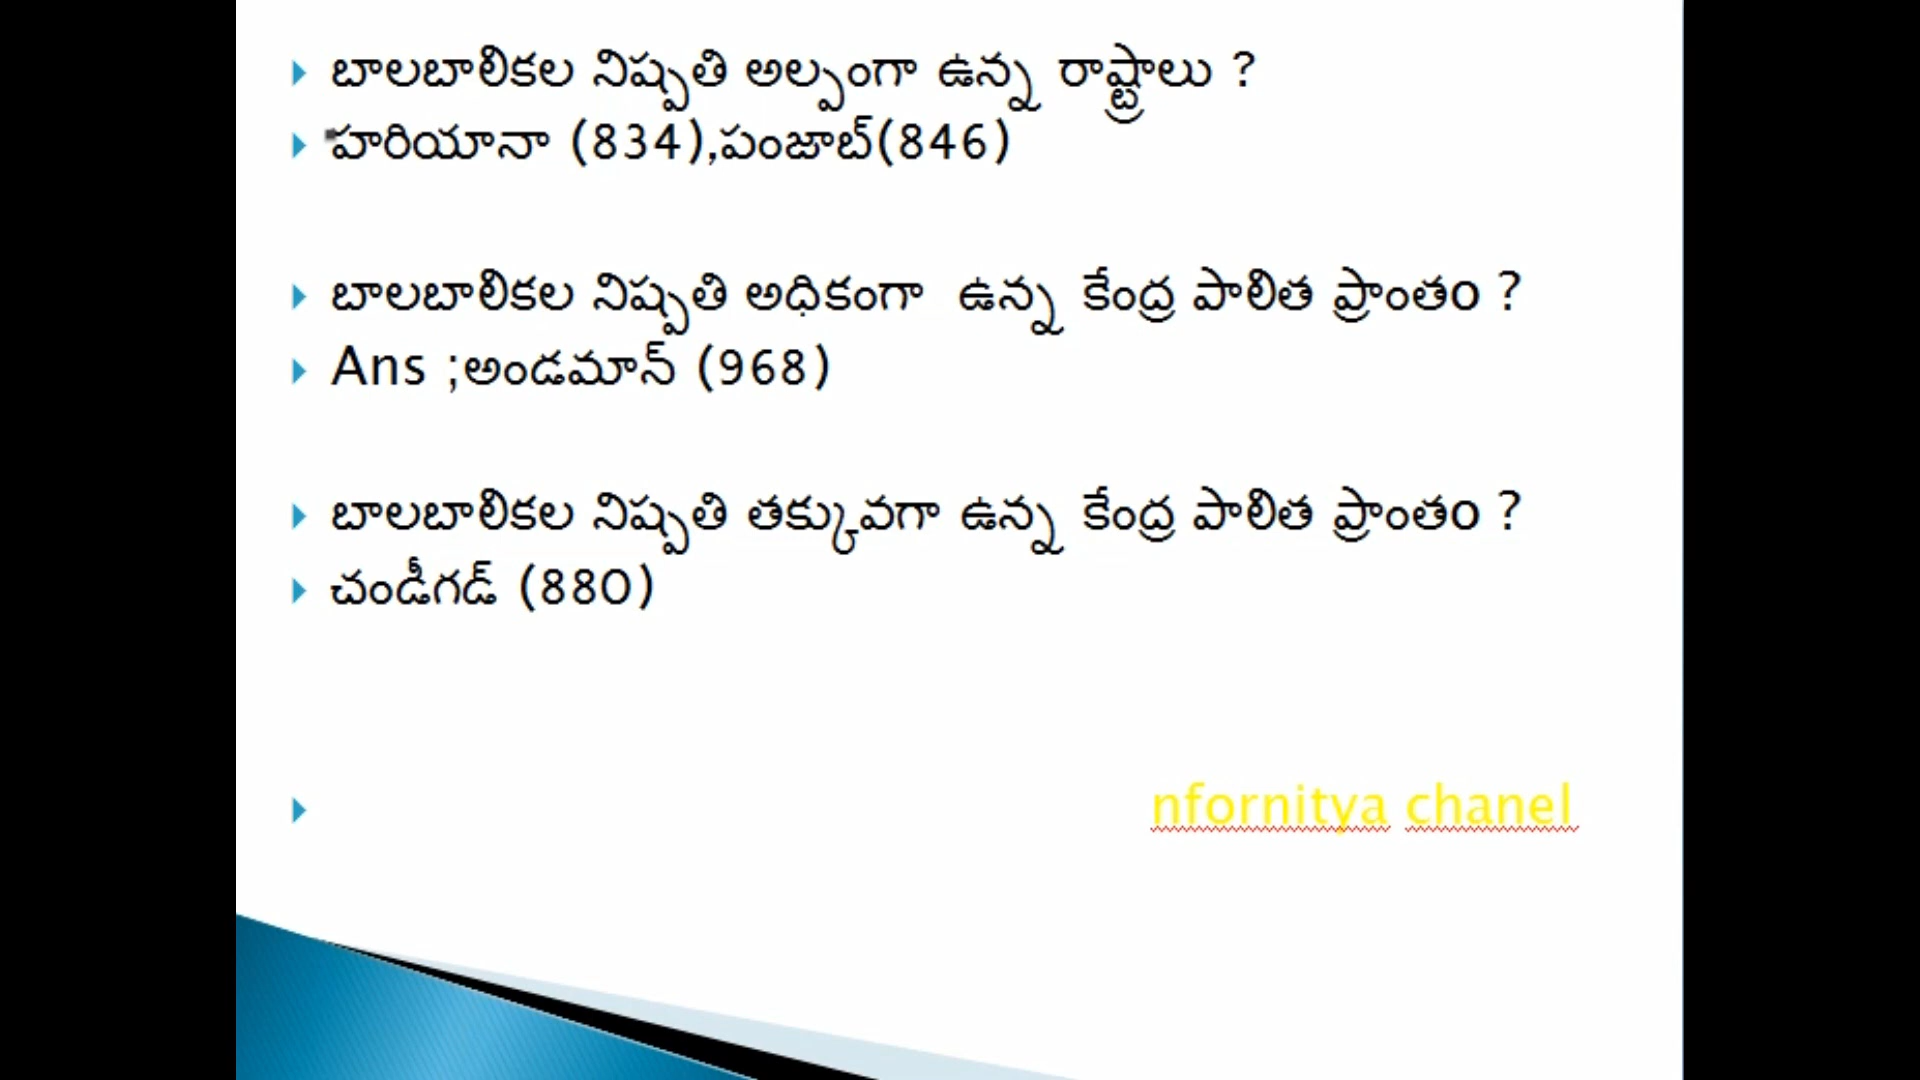 బాలబాలికల నిష్పతి అల్పంగా ఉన్న రాష్ట్రాలు ?
హరియానా (834),పంజాబ్(846)
బాలబాలికల నిష్పతి అధికంగా ఉన్న కేంద్ర పాలిత ప్రాంతం ?
Ans ;అండమాన్ (968)
బాలబాలికల నిష్పతి తక్కువగా ఉన్న కేంద్ర పాలిత ప్రాంతం ?
చండీగడ్ (880)
nfornitya chanel